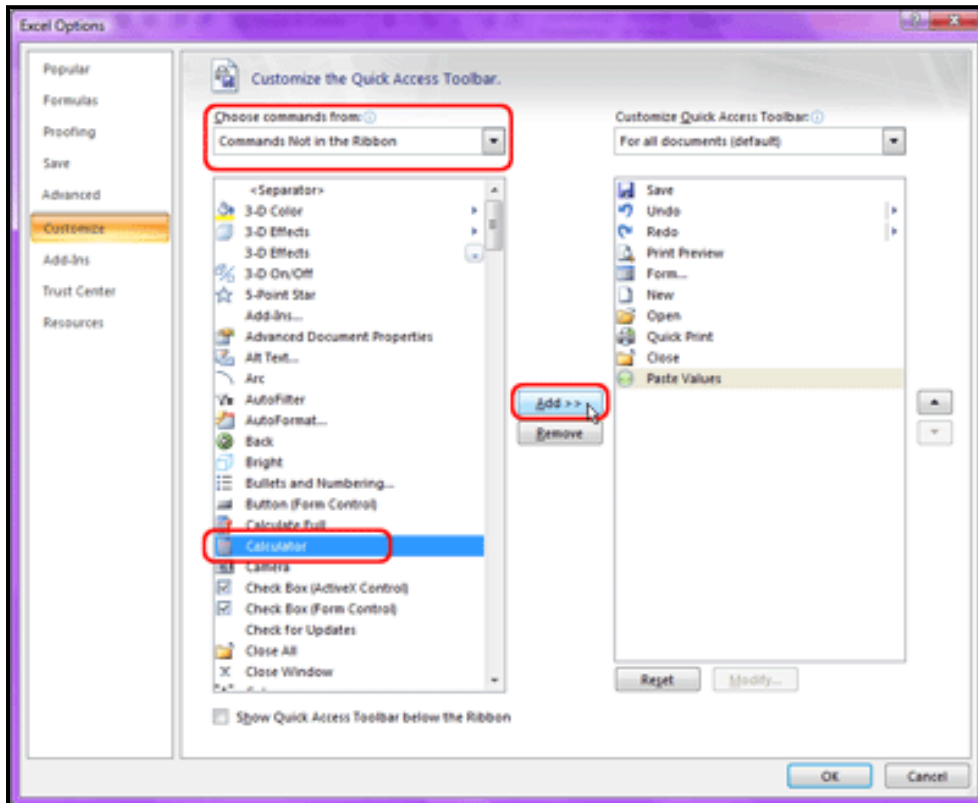 Excel Options
Popular
Formulas
Proofing
Save
Advanced
Customize
Add-Ins
Trust Center
Resources
Customize the Quick Access Toolbar.
Choose commands from:
Commands Not in the Ribbon
<Separator>
3-D Color
3-D Effects
3-D Effects
3-D On/Off
5-Point Star
Add-Ins...
Advanced Document Properties
Alt Text...
Arc
AutoFilter
AutoFormat...
Back
Bright
Bullets and Numbering...
Button (Form Control)
Calculate Full
Calculator
Camera
Check Box (ActiveX Control)
Check Box (Form Control)
Check for Updates
Close All
Close Window
Show Quick Access Toolbar below the Ribbon
Add >>
Remove
Customize Quick Access Toolbar:
For all documents (default)
Save
Undo
Redo
Print Preview
Form...
New
Open
Quick Print
Close
Paste Values
Reset
Modify...
OK
Cancel